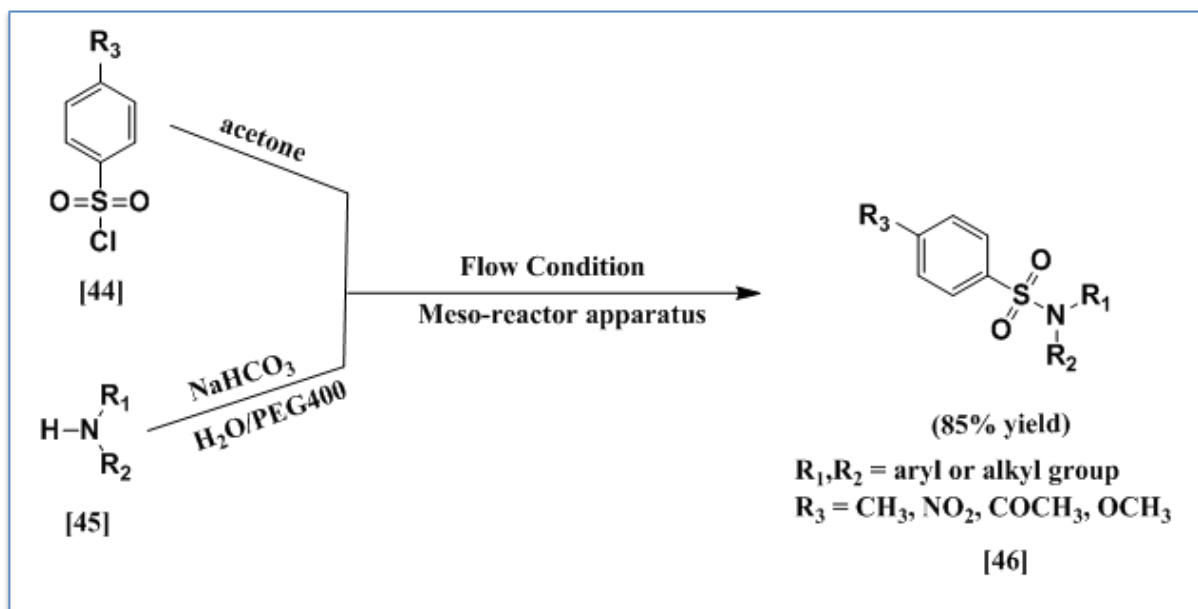 R₃
O=S=O
Cl
[44]
acetone
Flow Condition
Meso-reactor apparatus
NaHCO₃
H₂O/PEG400
R₁
H-N
R₂
[45]
R₃
O
S
O
N
R₁
R₂
(85% yield)
R₁,R₂ = aryl or alkyl group
R₃ = CH₃, NO₂, COCH₃, OCH₃
[46]